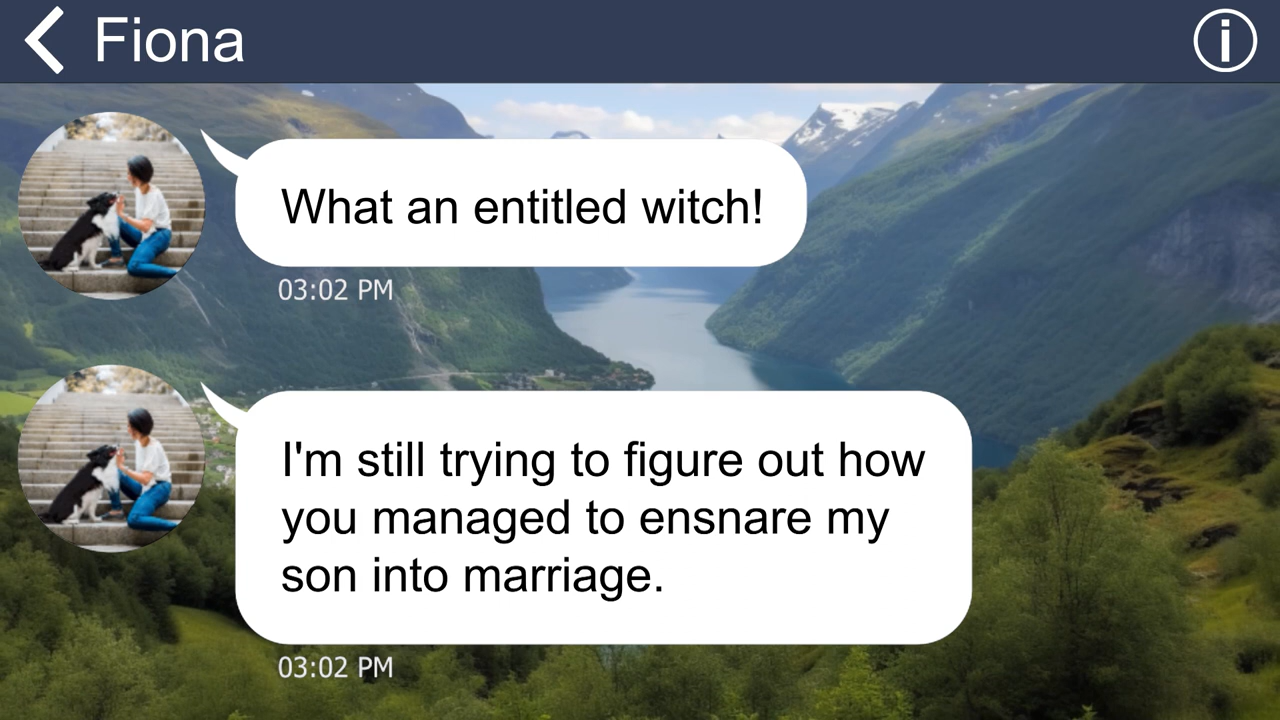 Fiona
What an entitled witch!
03:02 PM
I'm still trying to figure out how
you managed to ensnare my
son into marriage.
03:02 PM